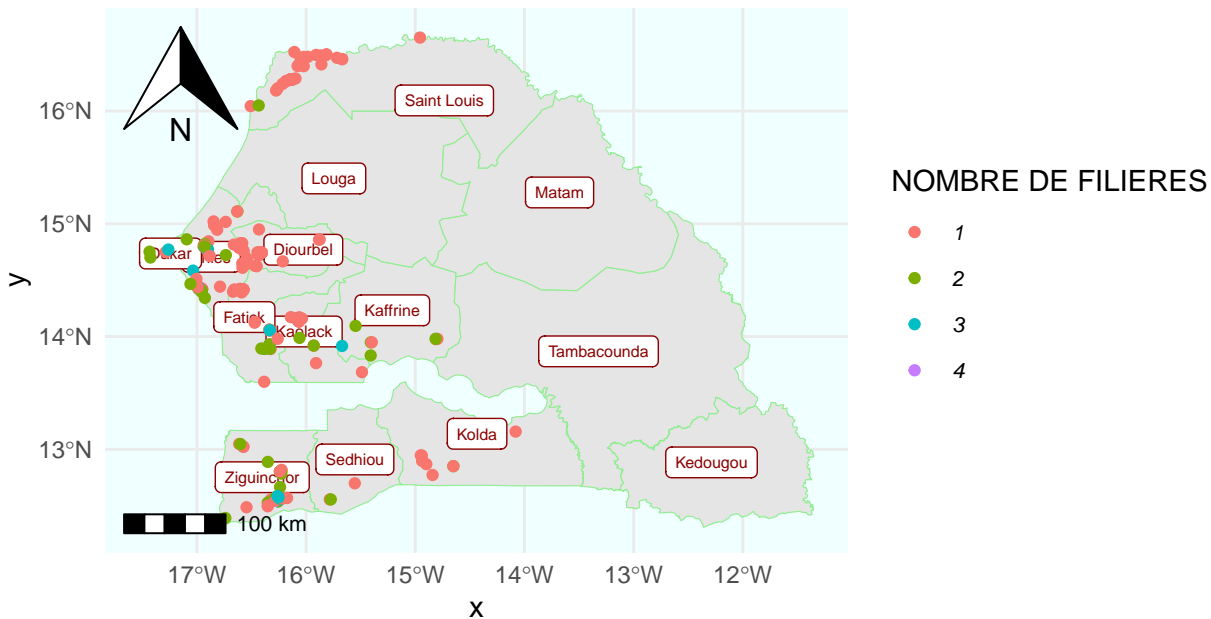 N
Saint Louis
16°N
Louga
Matam
NOMBRE DE FILIERES
15°N
1
Dakar
Thies
Diourbel
2
y
Fatick
Kaffrine
3
14°N
Kaolack
Tambacounda
4
13°N
Kolda
Sedhiou
Kedougou
Ziguinchor
100 km
17°W 16°W 15°W 14°W 13°W 12°W
x